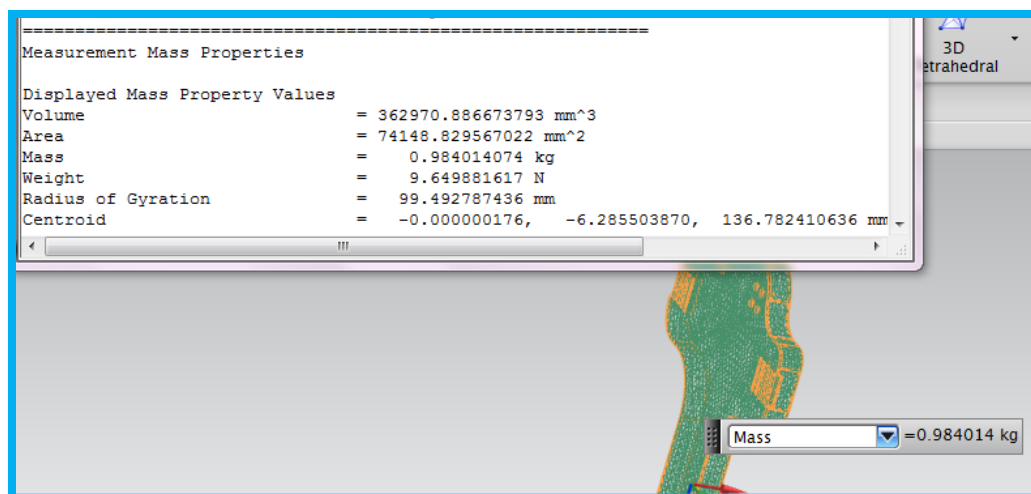 ============================================================
Measurement Mass Properties
Displayed Mass Property Values
Volume = 362970.886673793 mm^3
Area = 74148.829567022 mm^2
Mass = 0.984014074 kg
Weight = 9.649881617 N
Radius of Gyration = 99.492787436 mm
Centroid = -0.000000176, -6.285503870, 136.782410636 mm
3D
etrahedral
Mass =0.984014 kg